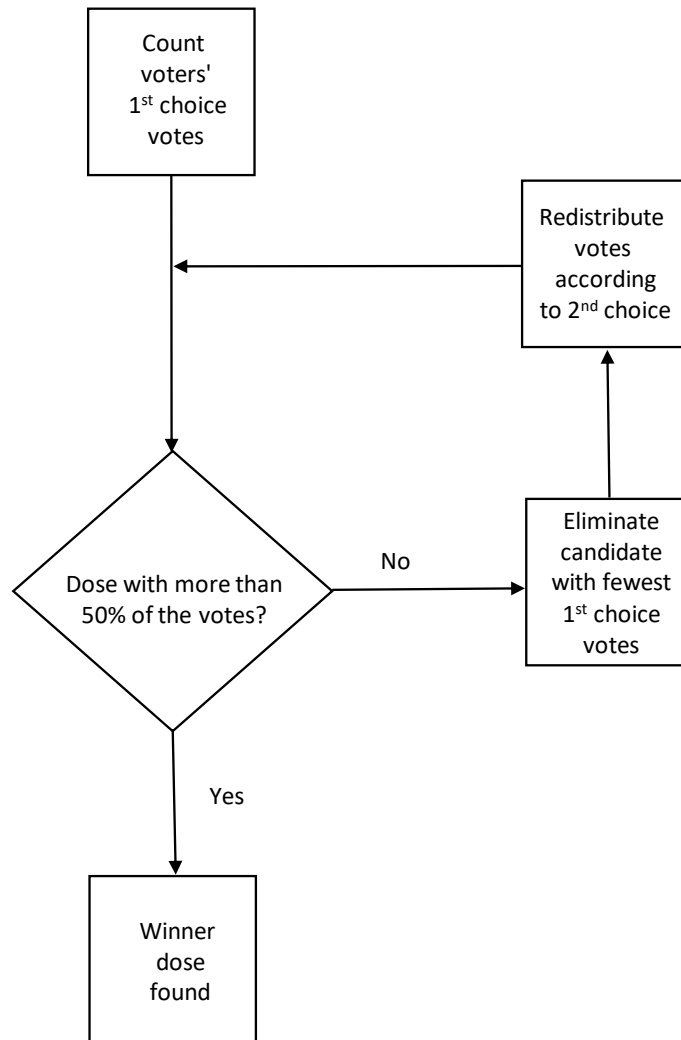 Count
voters'
1st choice
votes
Redistribute
votes
according
to 2nd choice
Dose with more than
50% of the votes?
No
Eliminate
candidate
with fewest
1st choice
votes
Yes
Winner
dose
found